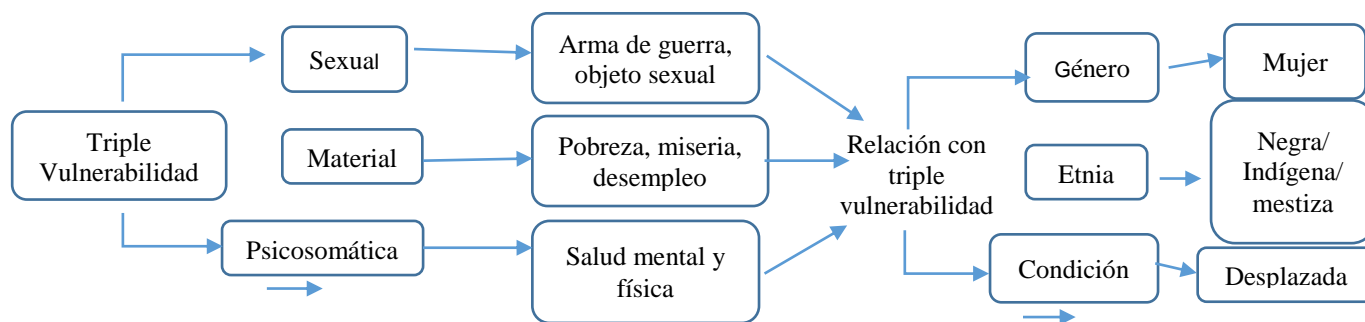 Triple
Vulnerabilidad
Sexual
Material
Psicosomática
Arma de guerra,
objeto sexual
Pobreza, miseria,
desempleo
Salud mental y
física
Relación con
triple
vulnerabilidad
Género
Etnia
Condición
Mujer
Negra/
Indígena/
mestiza
Desplazada